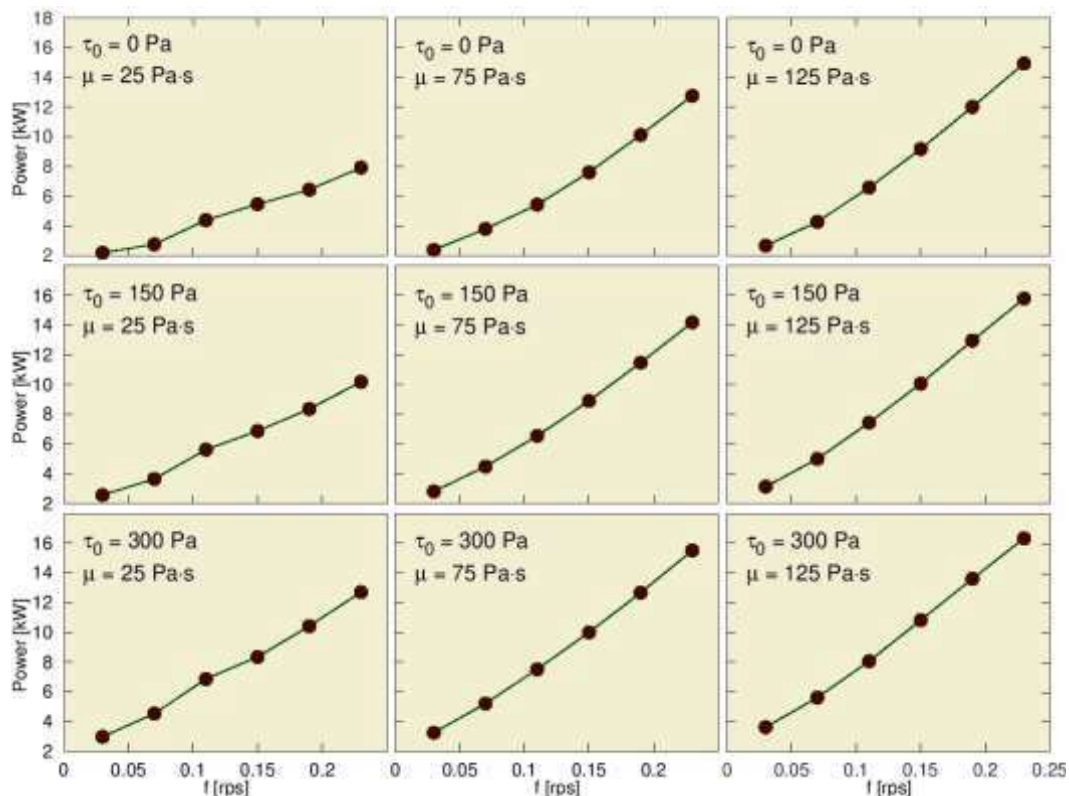 18
16
14
12
10
8
6
4
2
Power [kW]
τ0 = 0 Pa
μ = 25 Pa·s
τ0 = 0 Pa
μ = 75 Pa·s
τ0 = 0 Pa
μ = 125 Pa·s
16
14
12
10
8
6
4
2
Power [kW]
τ0 = 150 Pa
μ = 25 Pa·s
τ0 = 150 Pa
μ = 75 Pa·s
τ0 = 150 Pa
μ = 125 Pa·s
16
14
12
10
8
6
4
2
Power [kW]
τ0 = 300 Pa
μ = 25 Pa·s
τ0 = 300 Pa
μ = 75 Pa·s
τ0 = 300 Pa
μ = 125 Pa·s
0 0.05 0.1 0.15 0.2 0 0.05 0.1 0.15 0.2 0 0.05 0.1 0.15 0.2 0.25
f [rps] f [rps] f [rps]